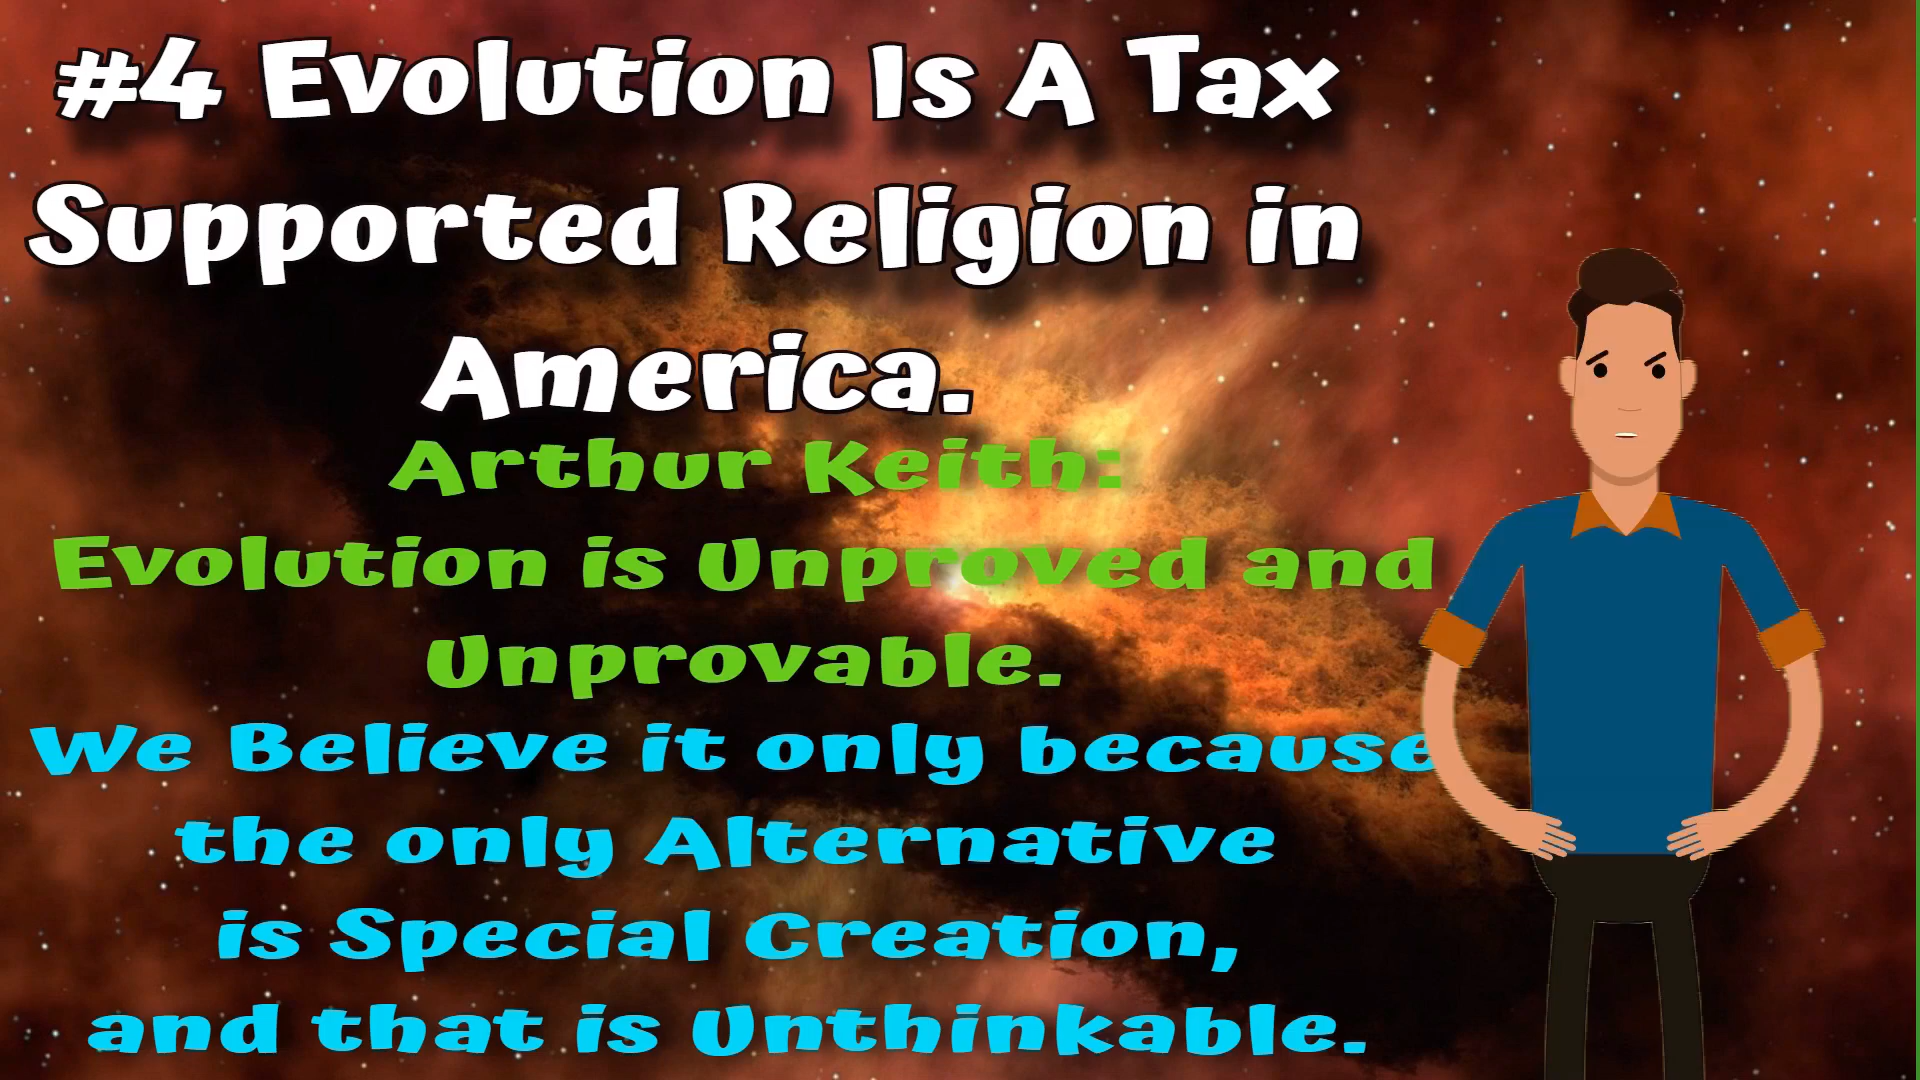 #4 Evolution Is A Tax
Supported Religion in
America.
Arthur Keith:
Evolution is Unproved and
Unprovable.
We Believe it only because
the only Alternative
is Special Creation,
and that is Unthinkable.